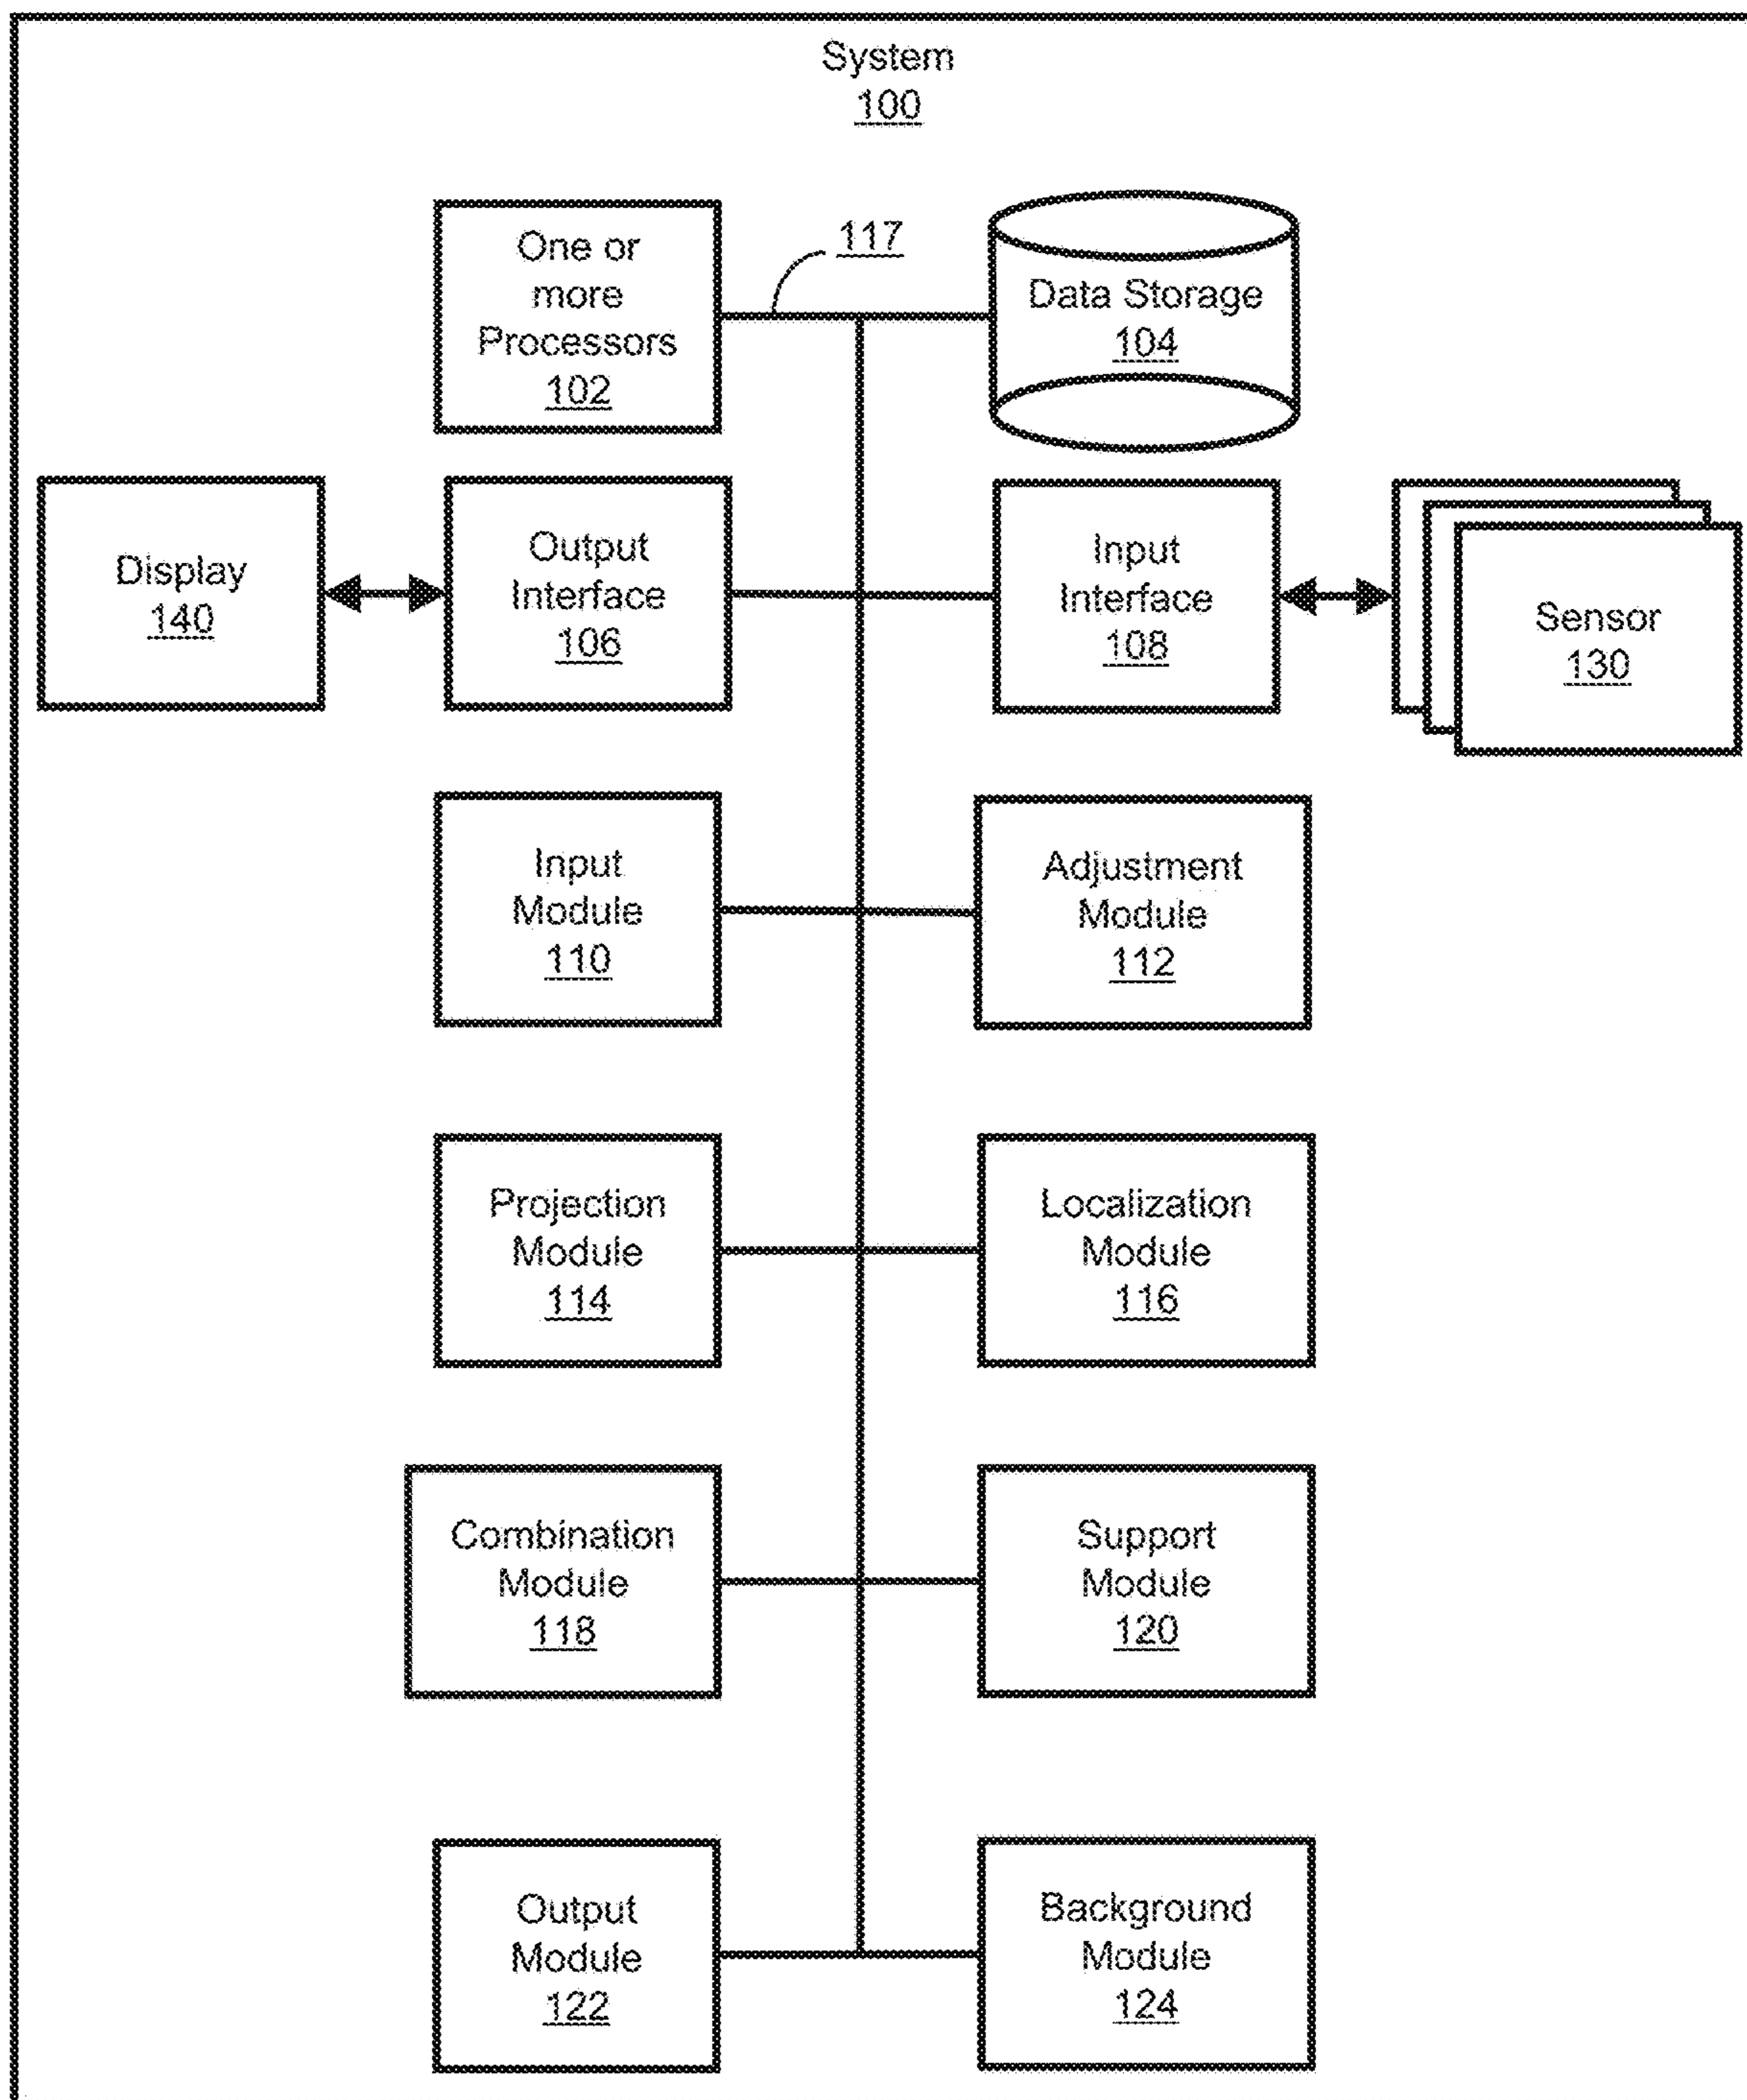 System
100
One or
more
Processors
102
117
Data Storage
104
Display
140
Output
Interface
106
Input
Interface
108
Sensor
130
Input
Module
110
Adjustment
Module
112
Projection
Module
114
Localization
Module
116
Combination
Module
118
Support
Module
120
Output
Module
122
Background
Module
124